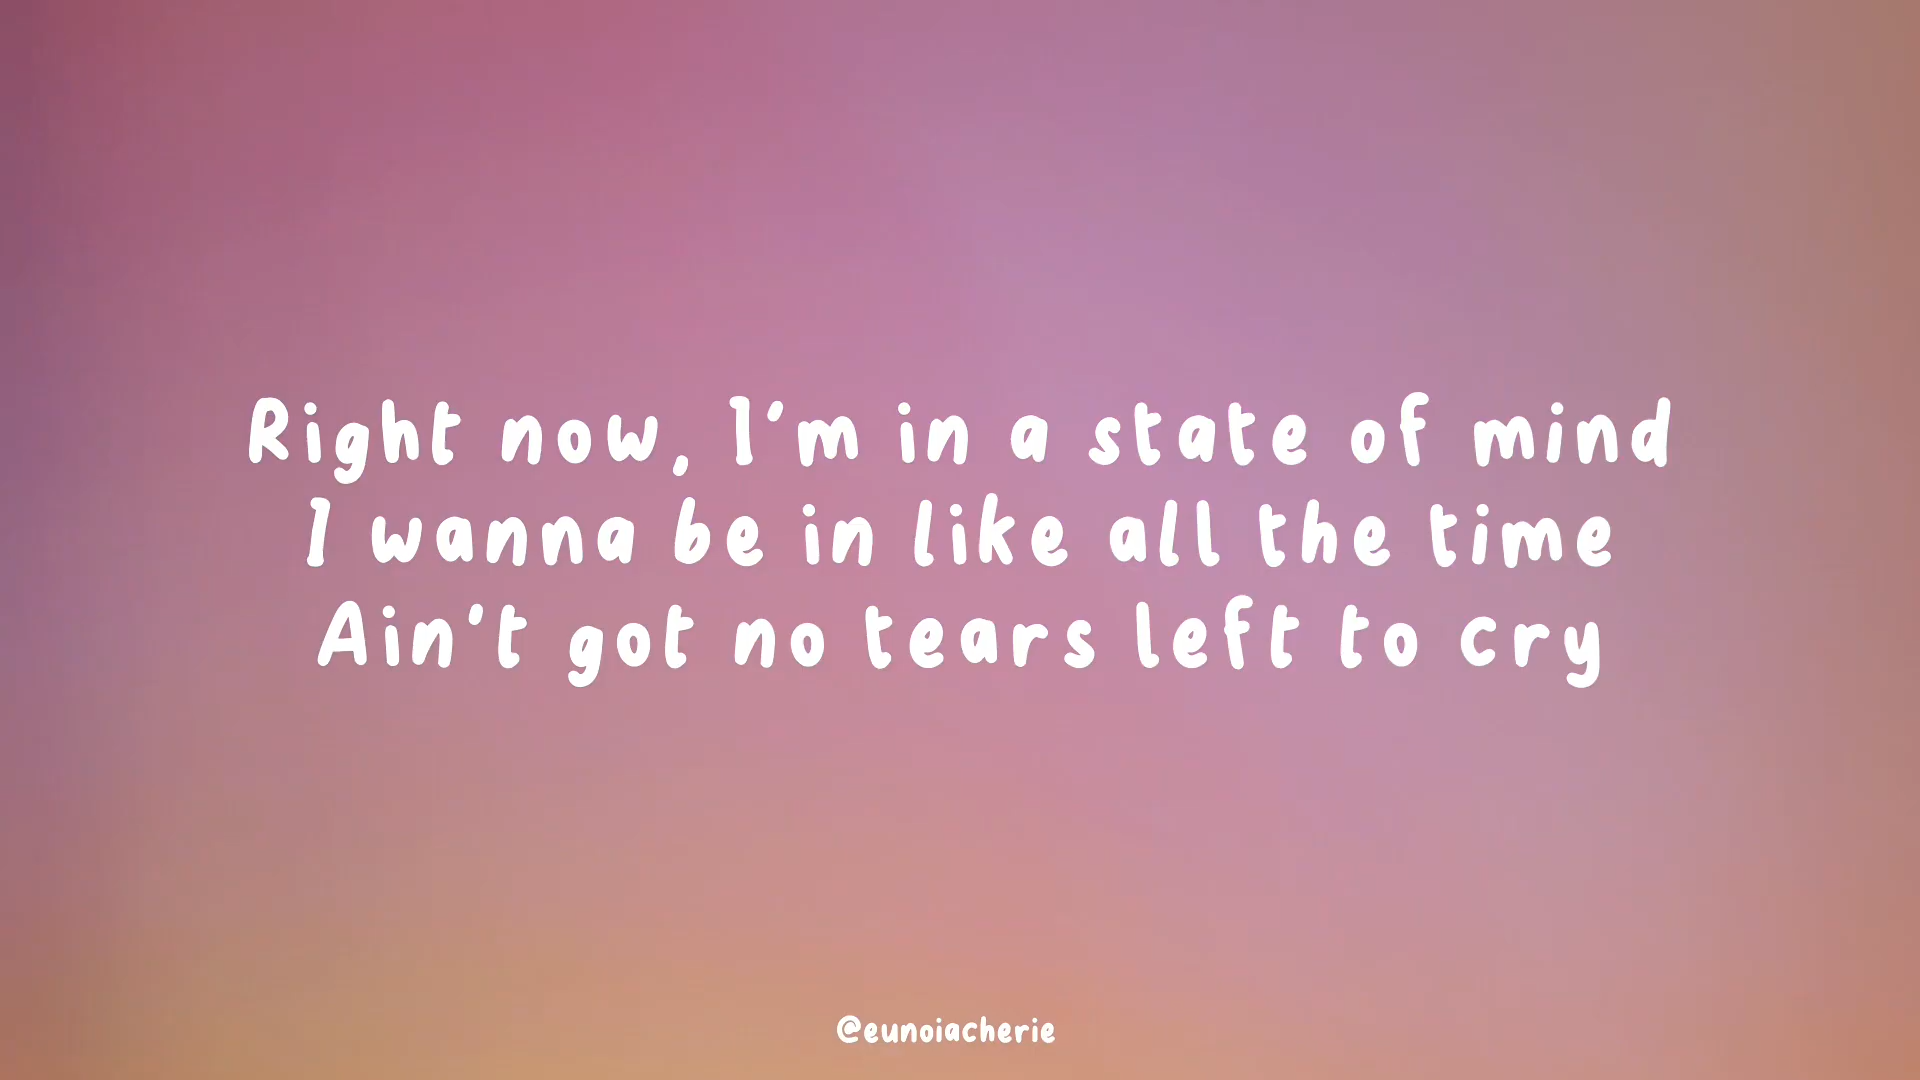 Right now, I'm in a state of mind
I wanna be in like all the time
Ain't got no tears left to cry
@eunoiacherie